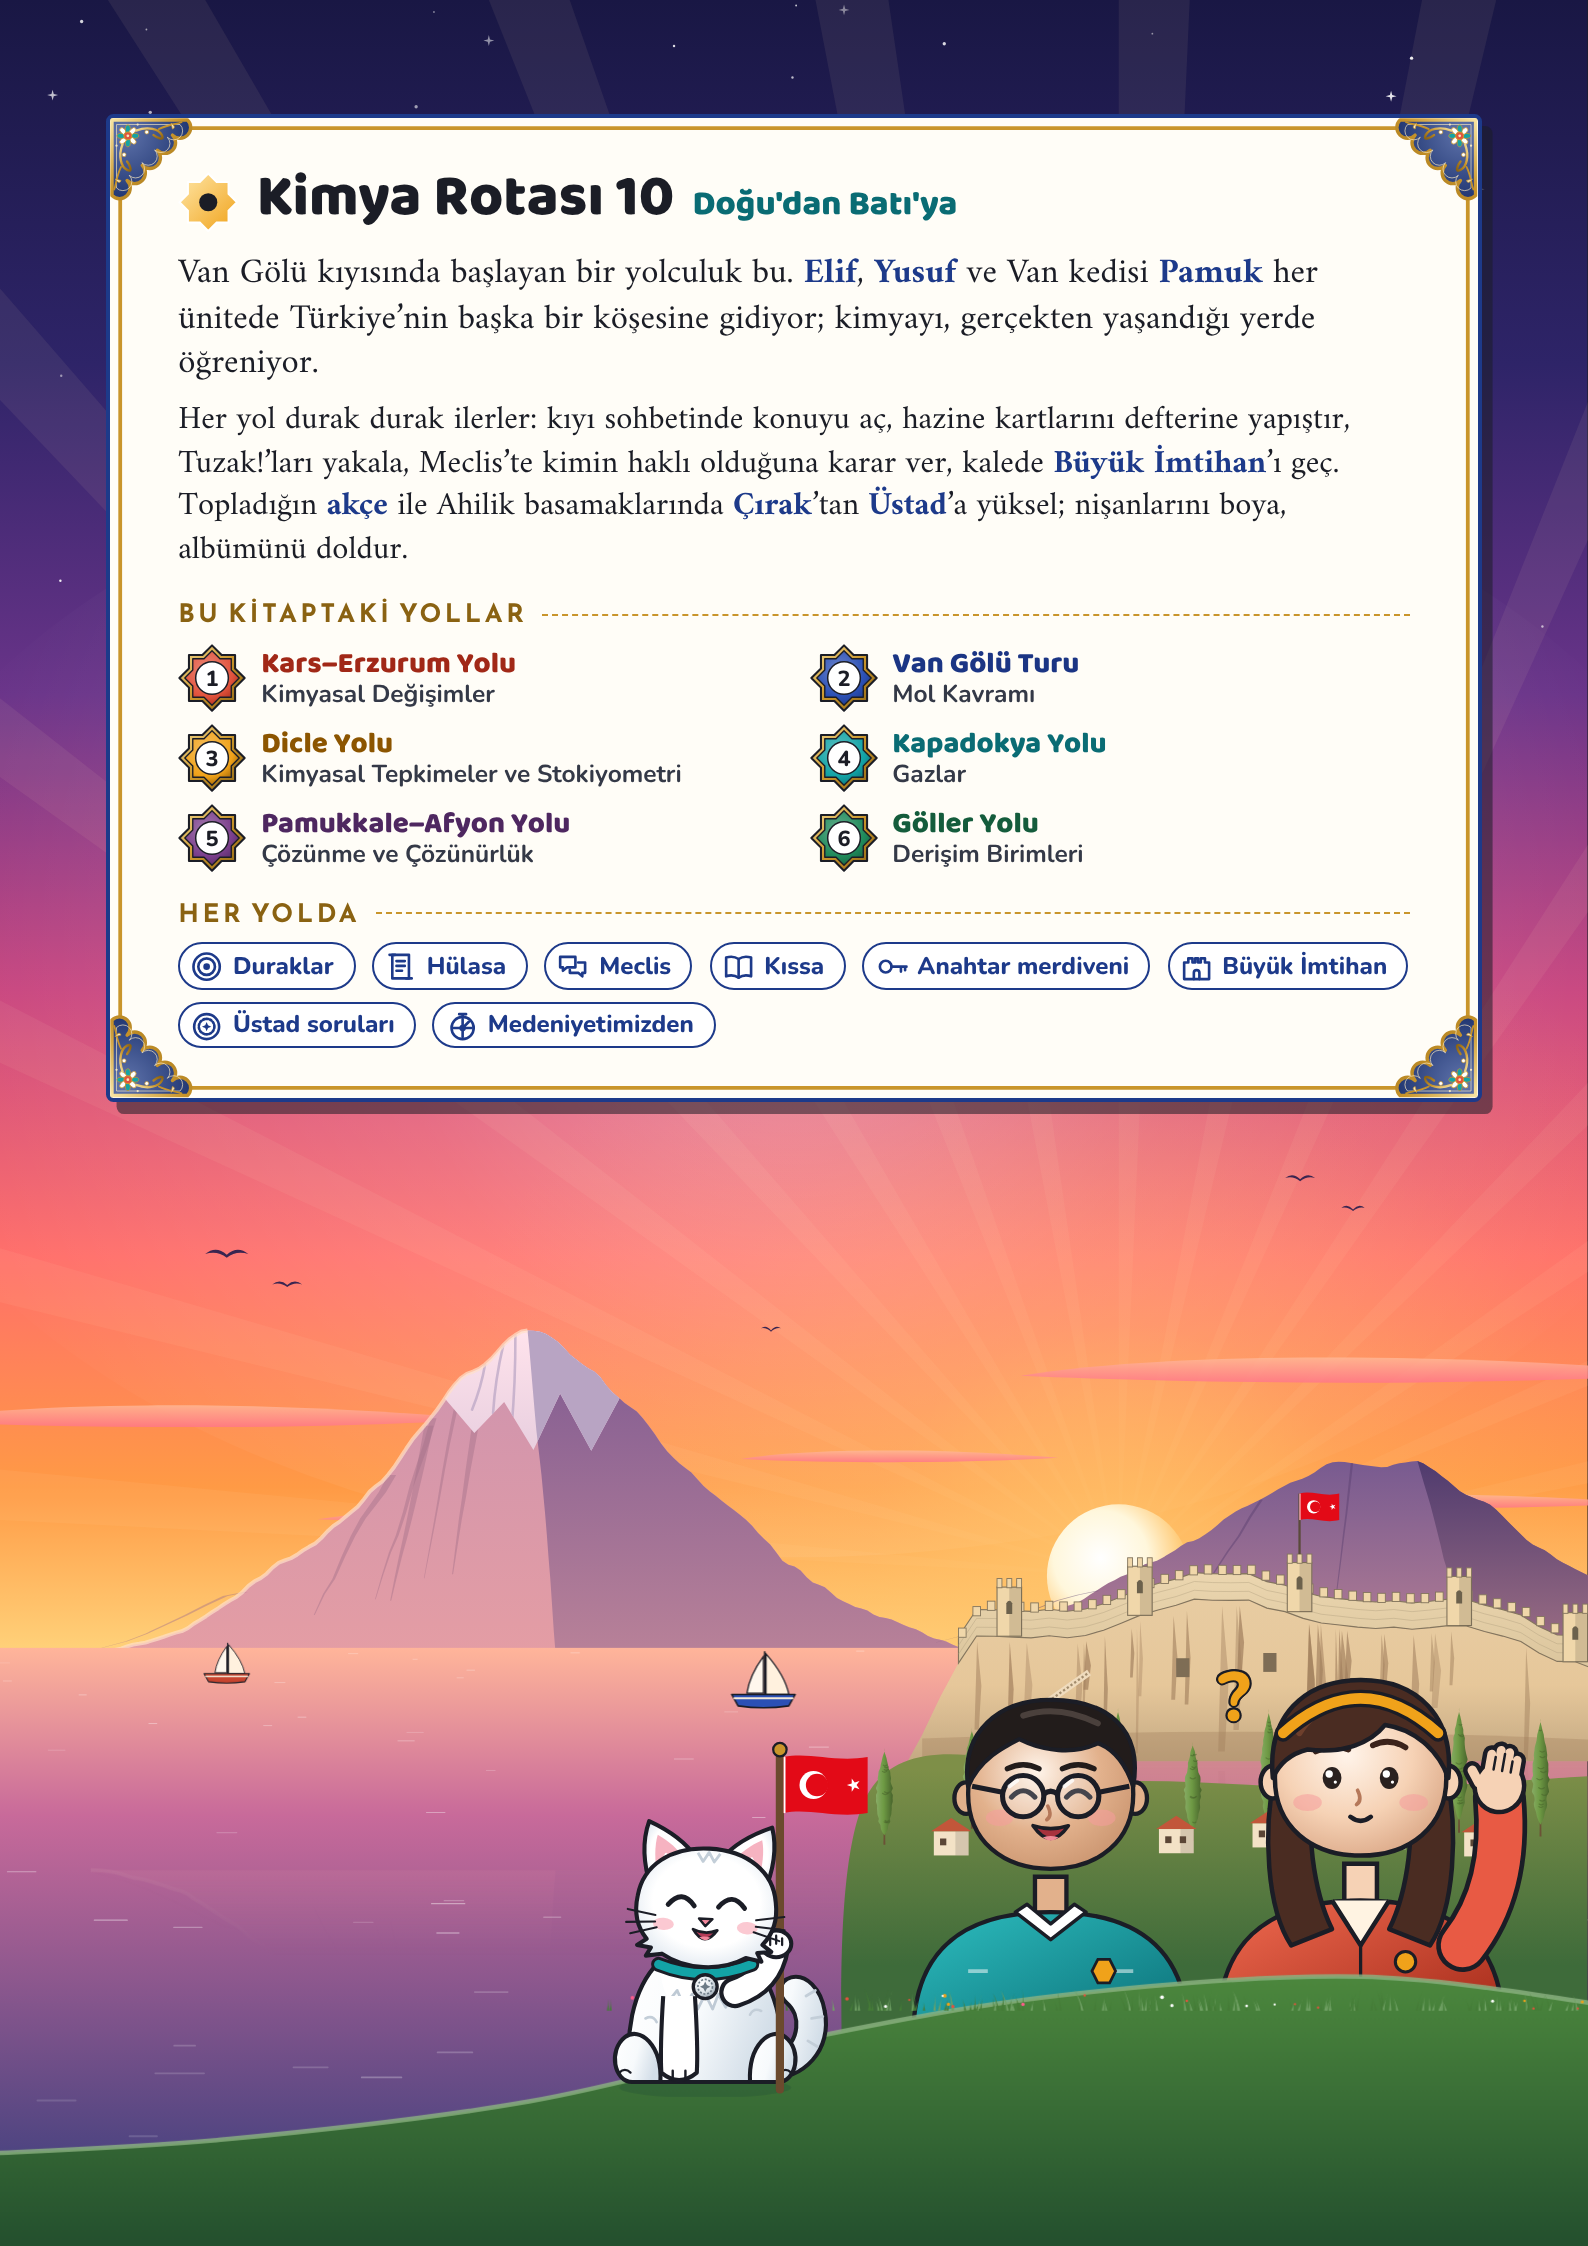 Kimya Rotası 10 Doğu'dan Batı'ya
Van Gölü kıyısında başlayan bir yolculuk bu. Elif, Yusuf ve Van kedisi Pamuk her
ünitede Türkiye’nin başka bir köşesine gidiyor; kimyayı, gerçekten yaşandığı yerde
öğreniyor.
Her yol durak durak ilerler: kıyı sohbetinde konuyu aç, hazine kartlarını defterine yapıştır,
Tuzak!’ları yakala, Meclis’te kimin haklı olduğuna karar ver, kalede Büyük İmtihan’ı geç.
Topladığın akçe ile Ahilik basamaklarında Çırak’tan Üstad’a yüksel; nişanlarını boya,
albümünü doldur.
BU KİTAPTAKİ YOLLAR
1 Kars–Erzurum Yolu
Kimyasal Değişimler
2 Van Gölü Turu
Mol Kavramı
3 Dicle Yolu
Kimyasal Tepkimeler ve Stokiyometri
4 Kapadokya Yolu
Gazlar
5 Pamukkale–Afyon Yolu
Çözünme ve Çözünürlük
6 Göller Yolu
Derişim Birimleri
HER YOLDA
Duraklar Hülasa Meclis Kıssa Anahtar merdiveni Büyük İmtihan
Üstad soruları Medeniyetimizden
?